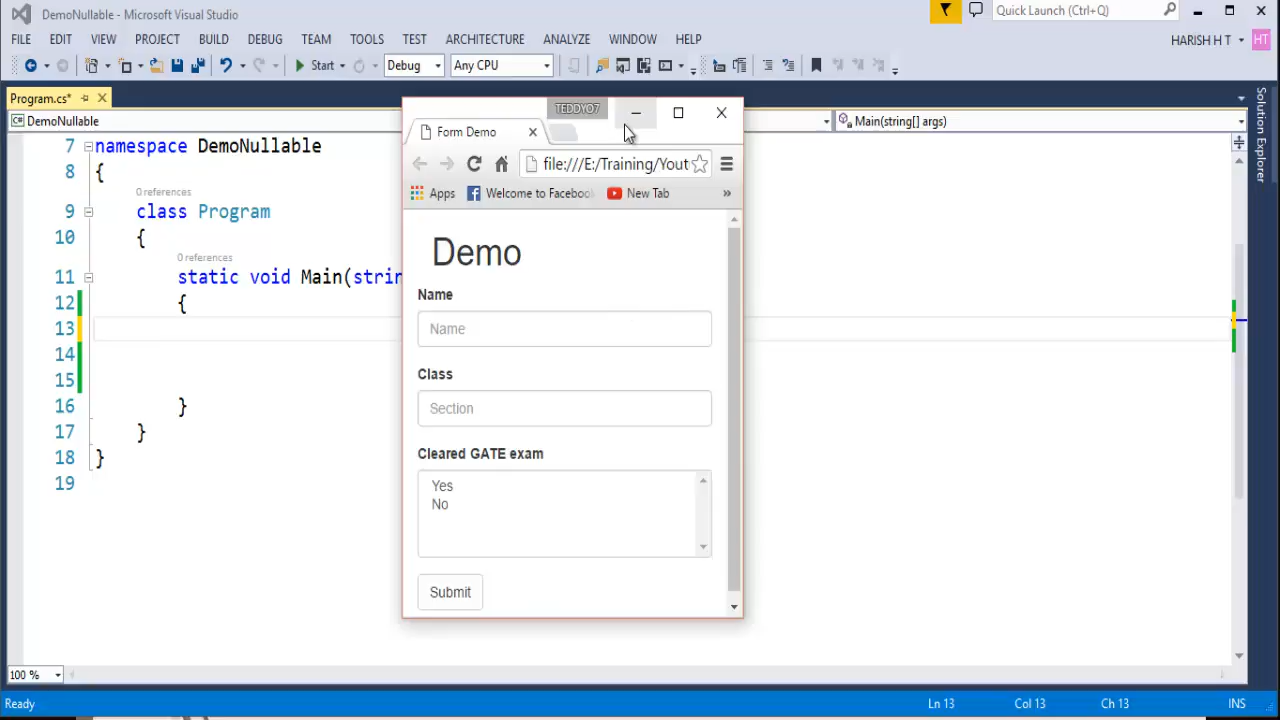 DemoNullable - Microsoft Visual Studio
Quick Launch (Ctrl+Q)
FILE EDIT VIEW PROJECT BUILD DEBUG TEAM TOOLS TEST ARCHITECTURE ANALYZE WINDOW HELP
HARISH H T HT
Start Debug Any CPU
Program.cs*
DemoNullable
Main(string[] args)
Solution Explorer
7 namespace DemoNullable
8 {
0 references
9 class Program
10 {
0 references
11 static void Main(strin
12 {
13
14
15
16 }
17 }
18 }
19
TEDDYO7
Form Demo
file:///E:/Training/Yout
Apps Welcome to Facebook New Tab »
Demo
Name
Name
Class
Section
Cleared GATE exam
Yes
No
Submit
100 %
Ready Ln 13 Col 13 Ch 13 INS